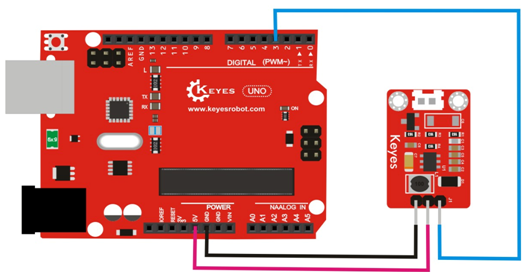 AREF
GND
13
12
11
10
9
8
7
6
5
4
3
2
1
0
TX
RX
DIGITAL (PWM~)
L
TX
RX
KEYES UNO
www.keyesrobot.com
ON
POWER
NAALOG IN
IOREF
RESET
5V
GND
GND
VIN
A0
A1
A2
A3
A4
A5
Keyes